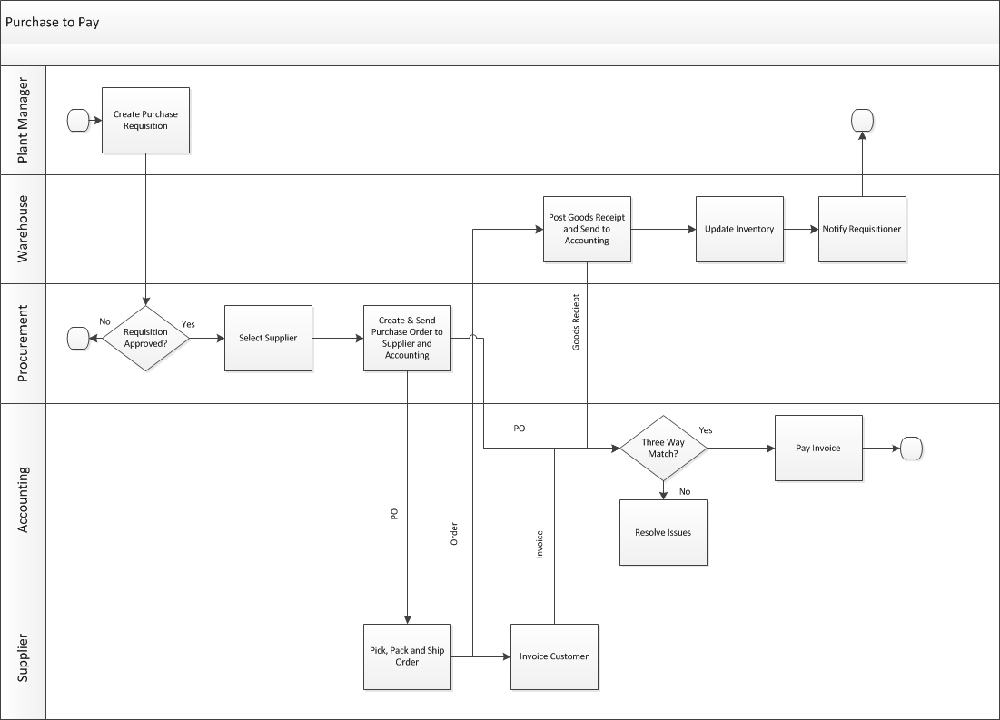 Purchase to Pay
Plant Manager
Create Purchase
Requisition
Warehouse
Post Goods Receipt
and Send to
Accounting
Update Inventory
Notify Requisitioner
Procurement
No
Requisition
Approved?
Yes
Select Supplier
Create & Send
Purchase Order to
Supplier and
Accounting
Goods Reciept
Accounting
PO
Three Way
Match?
Yes
Pay Invoice
No
Resolve Issues
PO
Order
Invoice
Supplier
Pick, Pack and Ship
Order
Invoice Customer